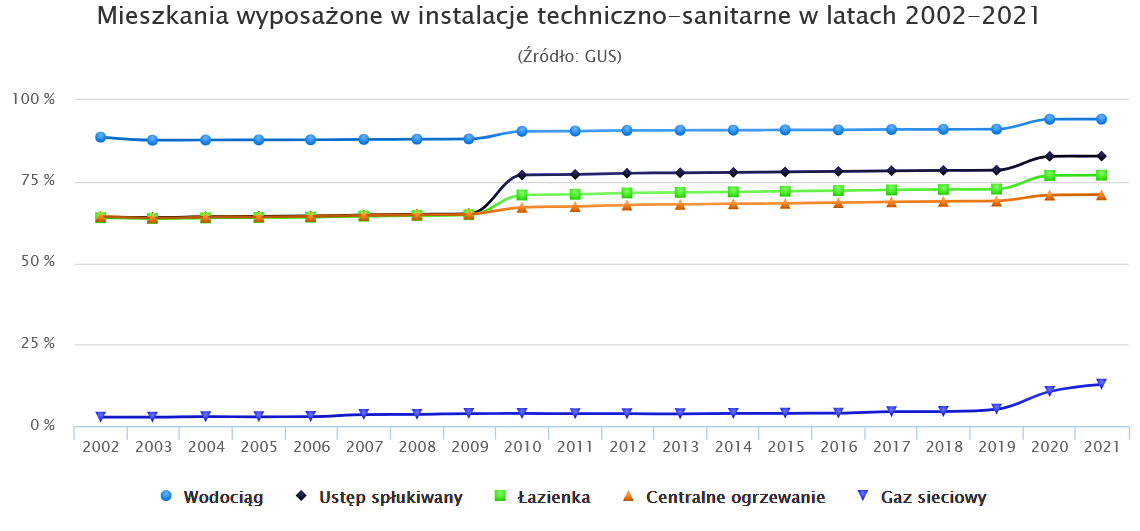 Mieszkania wyposażone w instalacje techniczno-sanitarne w latach 2002-2021
(Źródło: GUS)
100 %
75 %
50 %
25 %
0 %
2002 2003 2004 2005 2006 2007 2008 2009 2010 2011 2012 2013 2014 2015 2016 2017 2018 2019 2020 2021
Wodociąg Ustęp spłukiwany Łazienka Centralne ogrzewanie Gaz sieciowy